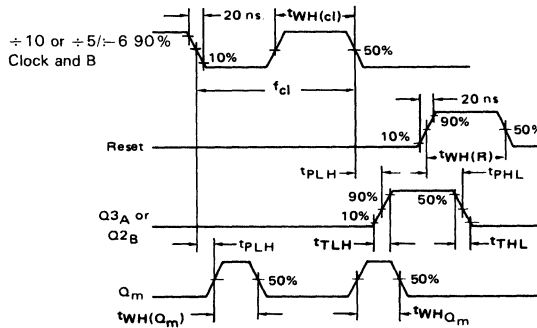 20 ns.
tWH(cl)
÷10 or ÷5/÷6 90%
10%
50%
Clock and B
fcl
20 ns
90%
10%
50%
Reset
tWH(R)
tPLH
tPHL
90%
50%
Q3A or
10%
Q2B
tPLH
tTLH
tTHL
50%
50%
Qm
tWH(Qm)
tWHQm